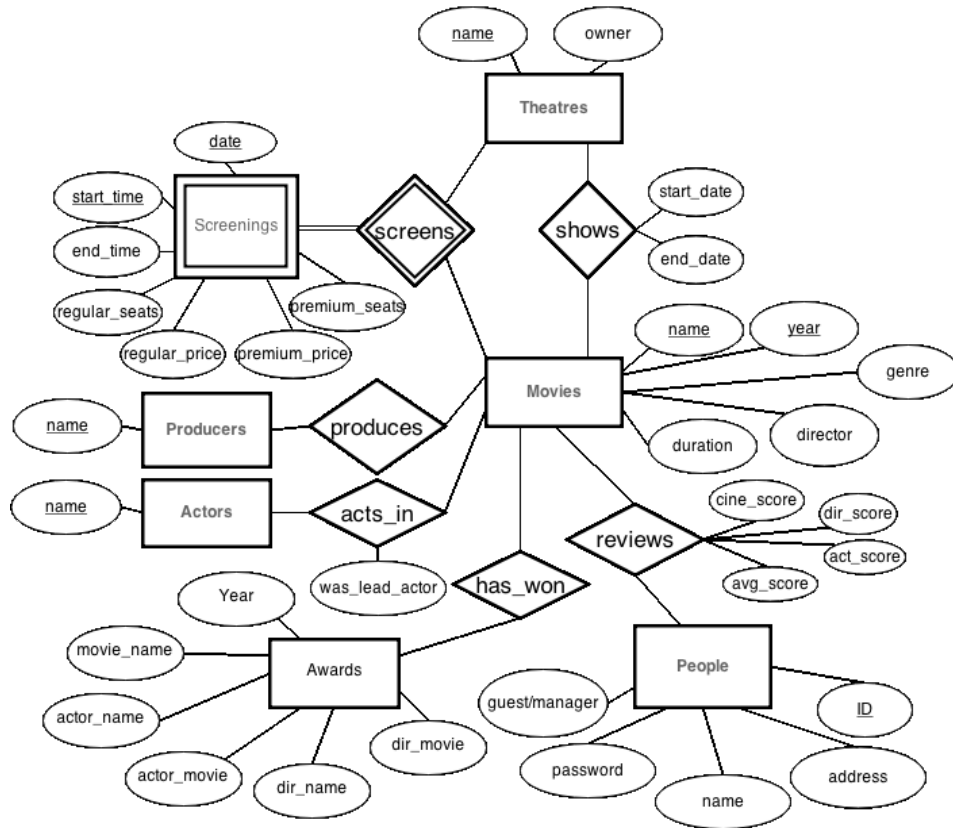 name
owner
Theatres
date
start_time
Screenings
screens
shows
start_date
end_time
end_date
regular_seats
premium_seats
regular_price
premium_price
name
year
genre
Movies
name
Producers
produces
duration
director
name
Actors
acts_in
cine_score
dir_score
reviews
act_score
avg_score
was_lead_actor
has_won
Year
movie_name
Awards
People
guest/manager
ID
actor_name
dir_movie
actor_movie
dir_name
password
name
address